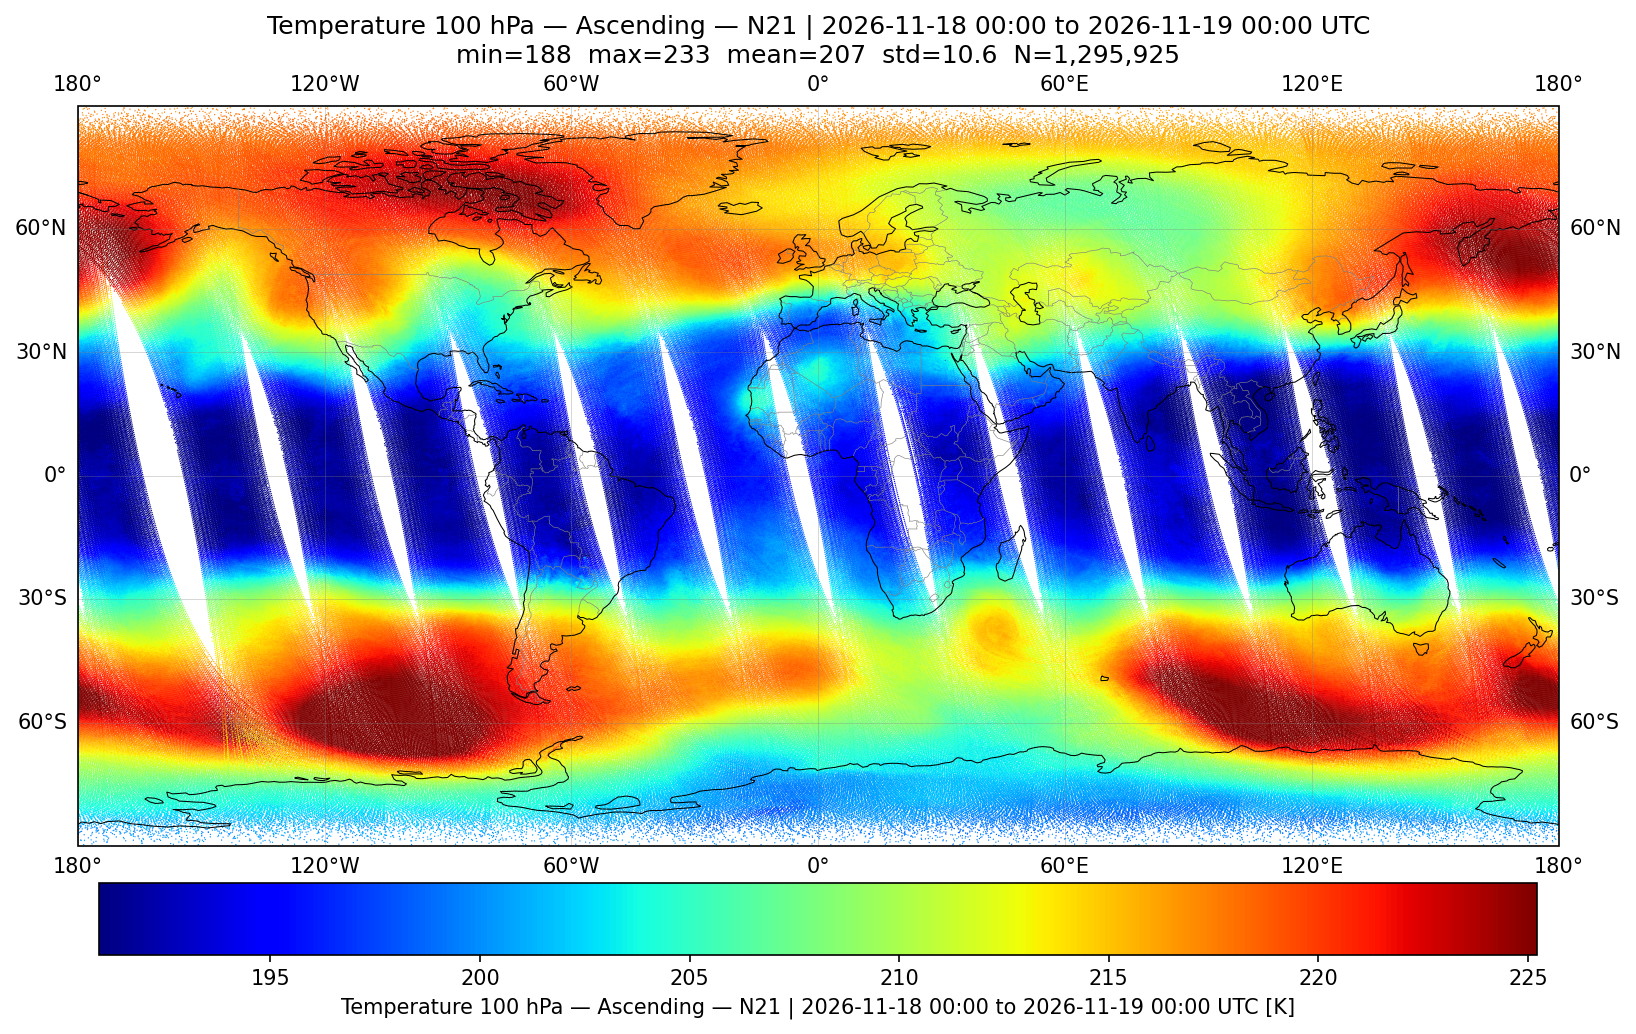 Temperature 100 hPa — Ascending — N21 | 2026-11-18 00:00 to 2026-11-19 00:00 UTC
min=188  max=233  mean=207  std=10.6  N=1,295,925
180° 120°W 60°W 0° 60°E 120°E 180°
60°N 60°N
30°N 30°N
0° 0°
30°S 30°S
60°S 60°S
180° 120°W 60°W 0° 60°E 120°E 180°
195 200 205 210 215 220 225
Temperature 100 hPa — Ascending — N21 | 2026-11-18 00:00 to 2026-11-19 00:00 UTC [K]